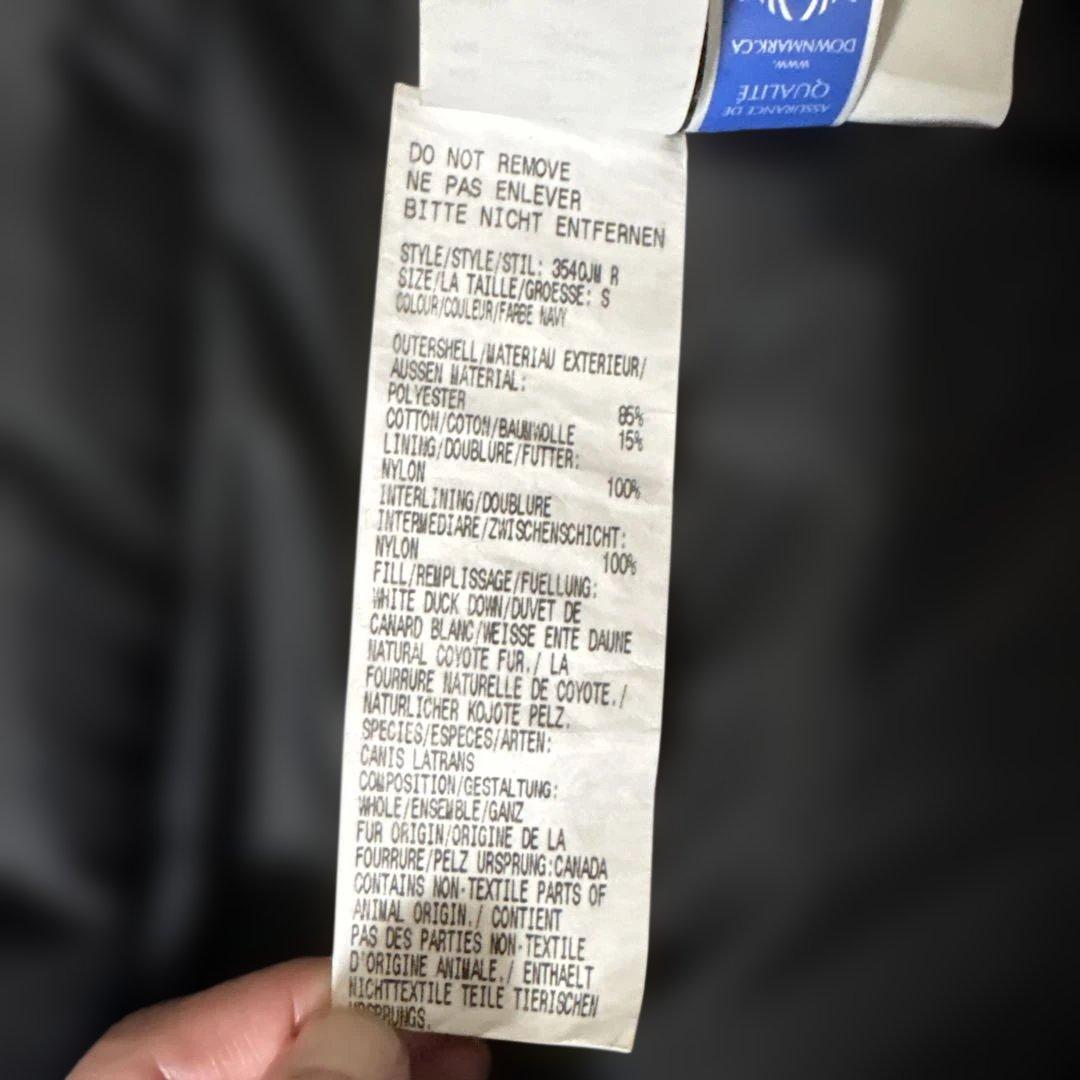 DOWNMARK.CA
WWW.
QUALITÉ
ASSURANCE DE
DO NOT REMOVE
NE PAS ENLEVER
BITTE NICHT ENTFERNEN
STYLE/STYLE/STIL: 3540JM R
SIZE/LA TAILLE/GROESSE: S
COLOUR/COULEUR/FARBE NAVY
OUTERSHELL/MATERIAU EXTERIEUR/
AUSSEN MATERIAL:
POLYESTER 85%
COTTON/COTON/BAUMWOLLE 15%
LINING/DOUBLURE/FUTTER:
NYLON 100%
INTERLINING/DOUBLURE
INTERMEDIARE/ZWISCHENSCHICHT:
NYLON 100%
FILL/REMPLISSAGE/FUELLUNG:
WHITE DUCK DOWN/DUVET DE
CANARD BLANC/WEISSE ENTE DAUNE
NATURAL COYOTE FUR./ LA
FOURRURE NATURELLE DE COYOTE./
NATURLICHER KOJOTE PELZ.
SPECIES/ESPECES/ARTEN:
CANIS LATRANS
COMPOSITION/GESTALTUNG:
WHOLE/ENSEMBLE/GANZ
FUR ORIGIN/ORIGINE DE LA
FOURRURE/PELZ URSPRUNG:CANADA
CONTAINS NON-TEXTILE PARTS OF
ANIMAL ORIGIN./ CONTIENT
PAS DES PARTIES NON-TEXTILE
D'ORIGINE ANIMALE./ ENTHAELT
NICHTTEXTILE TEILE TIERISCHEN
URSPRUNGS.